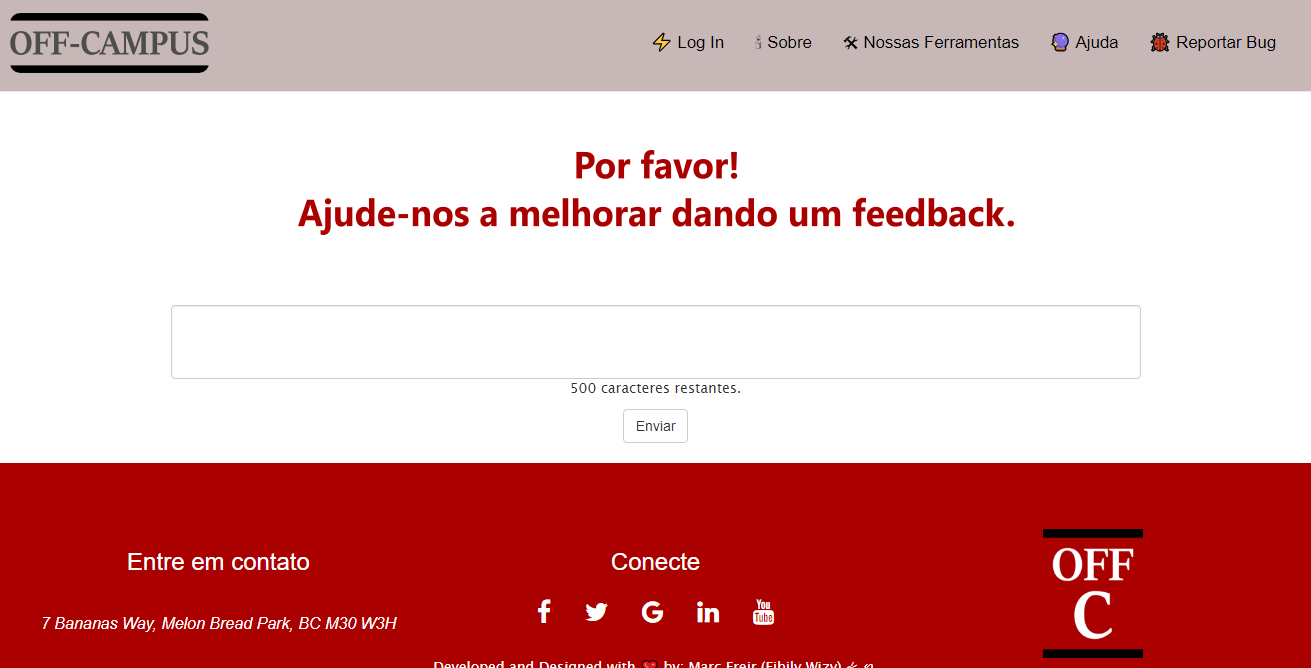 OFF-CAMPUS
⚡ Log In
Sobre
🛠 Nossas Ferramentas
🔮 Ajuda
🐞 Reportar Bug
Por favor!
Ajude-nos a melhorar dando um feedback.
500 caracteres restantes.
Enviar
Entre em contato
7 Bananas Way, Melon Bread Park, BC M30 W3H
Conecte
You
Tube
OFF
C
Developed and Designed with by: Marc Freir (Fibily Wizy)